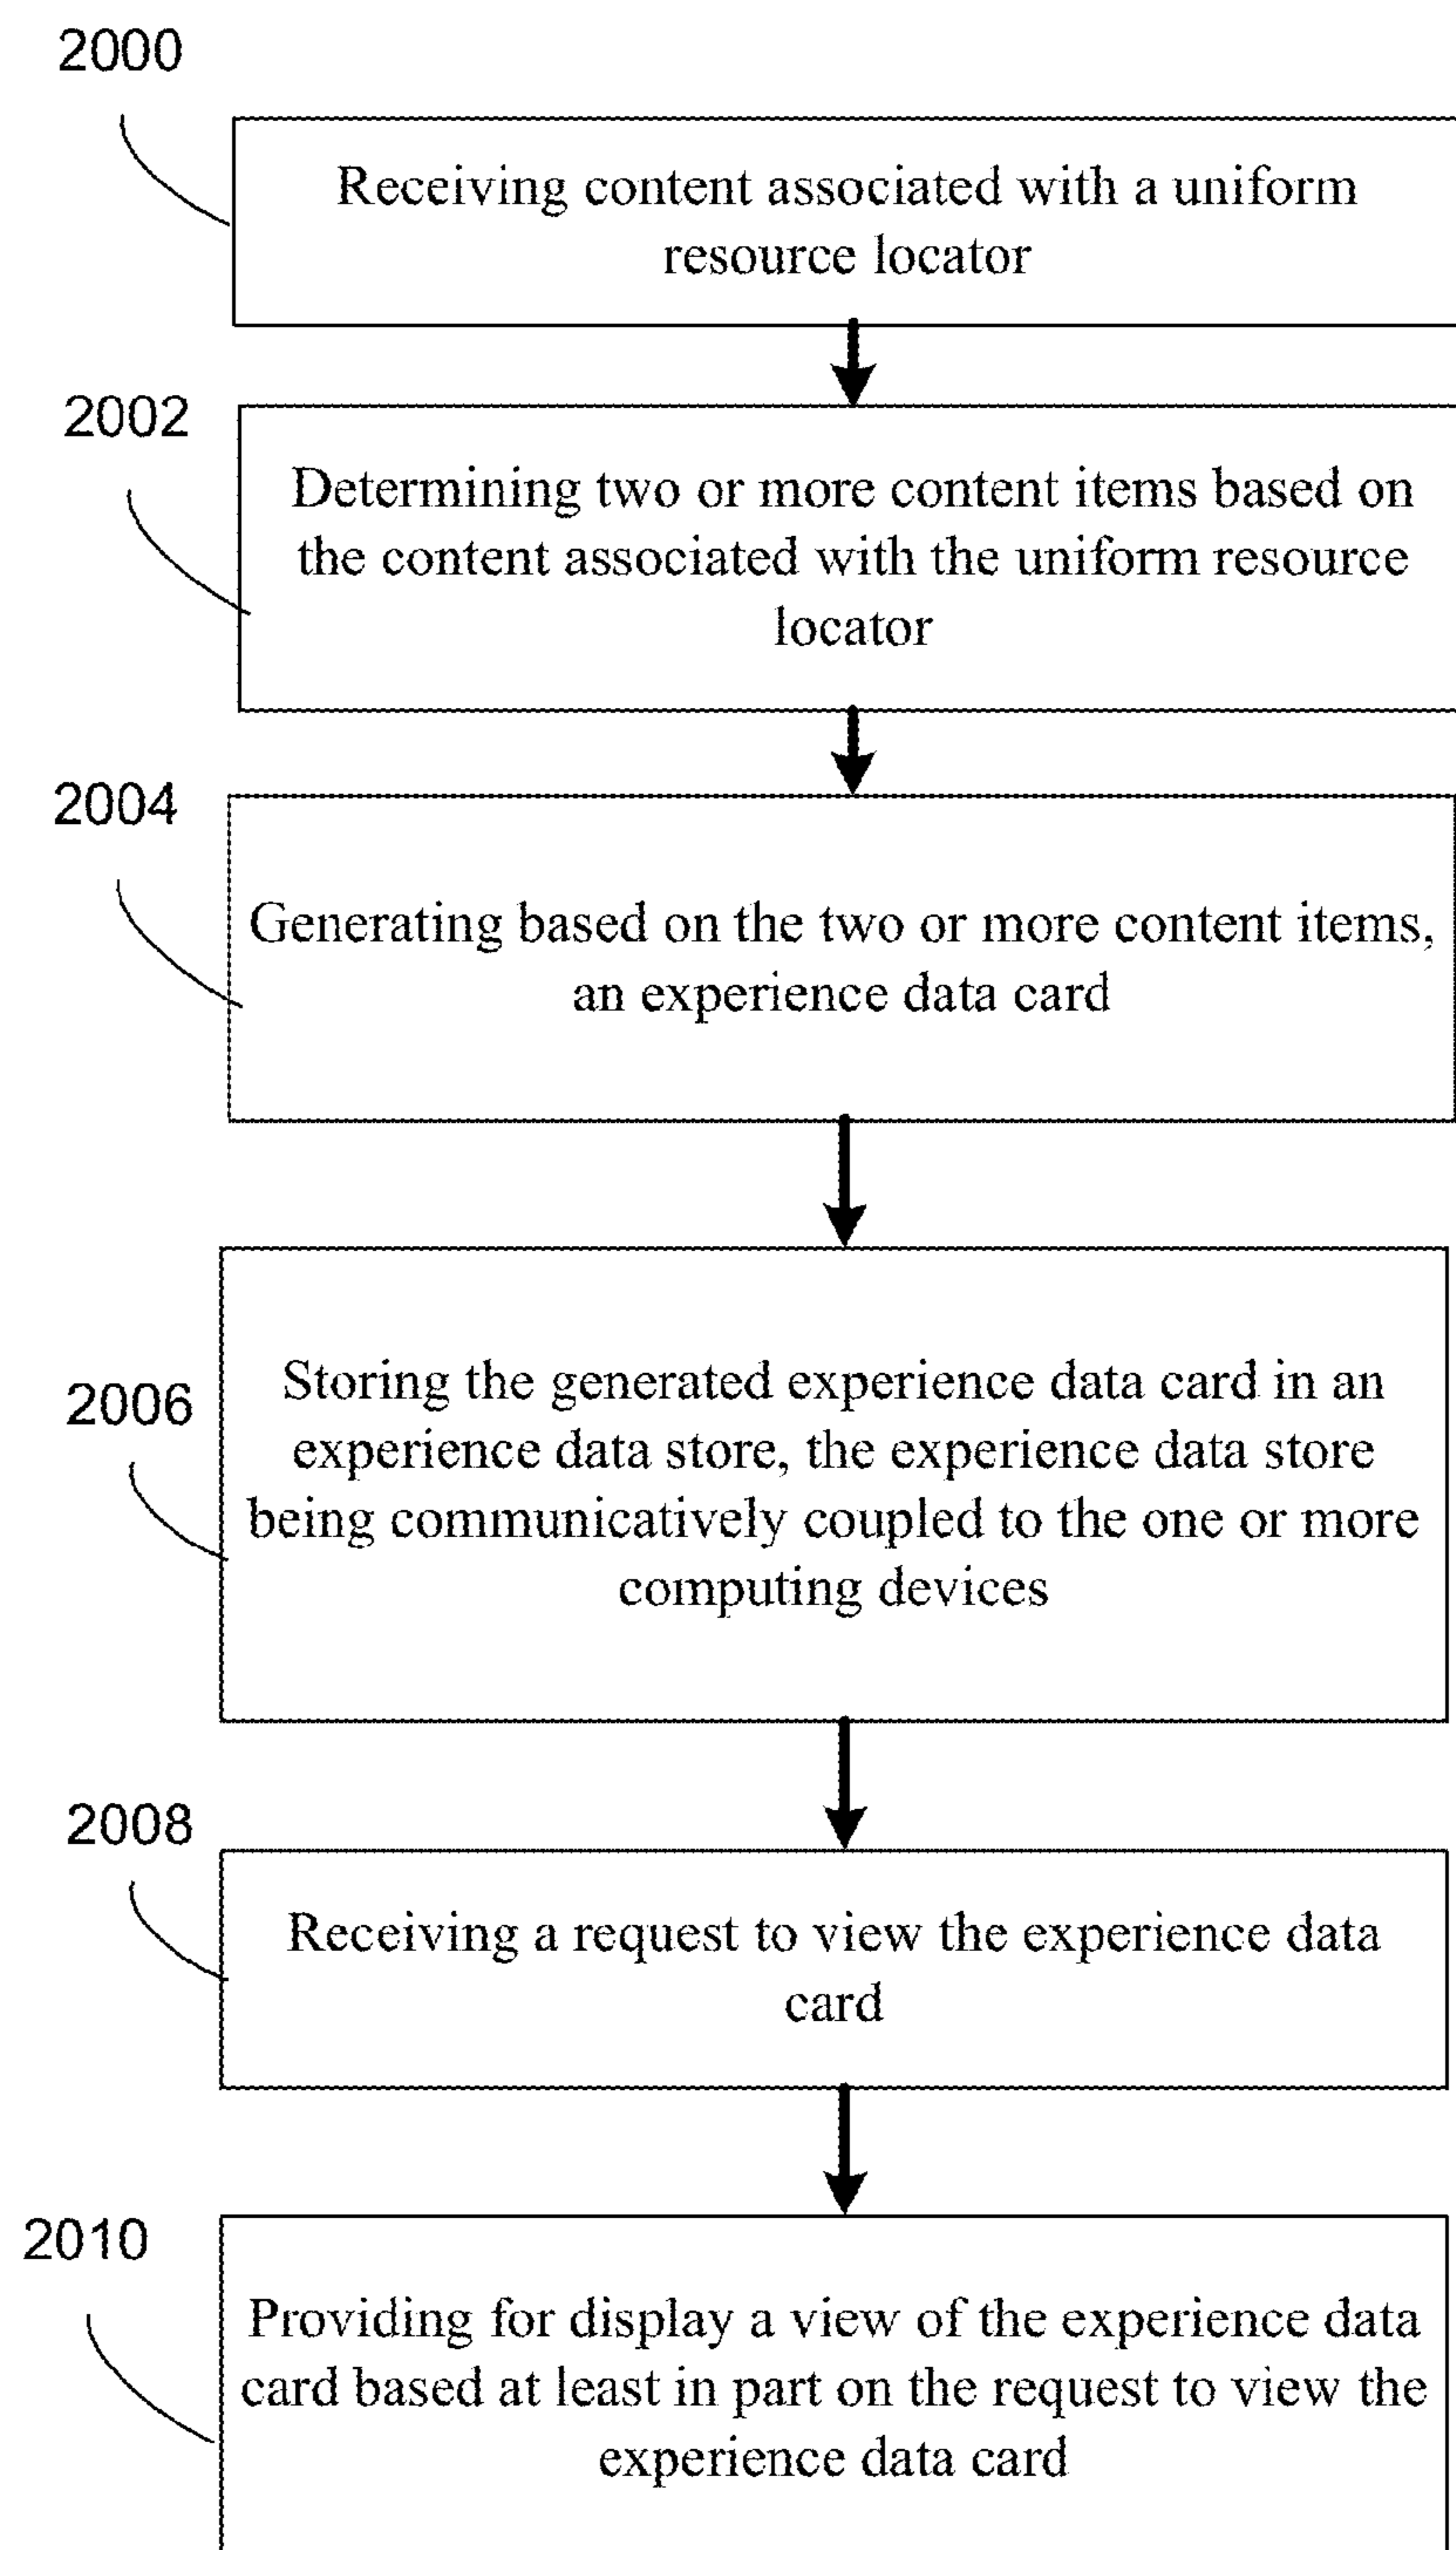 2000
Receiving content associated with a uniform
resource locator
2002
Determining two or more content items based on
the content associated with the uniform resource
locator
2004
Generating based on the two or more content items,
an experience data card
2006
Storing the generated experience data card in an
experience data store, the experience data store
being communicatively coupled to the one or more
computing devices
2008
Receiving a request to view the experience data
card
2010
Providing for display a view of the experience data
card based at least in part on the request to view the
experience data card